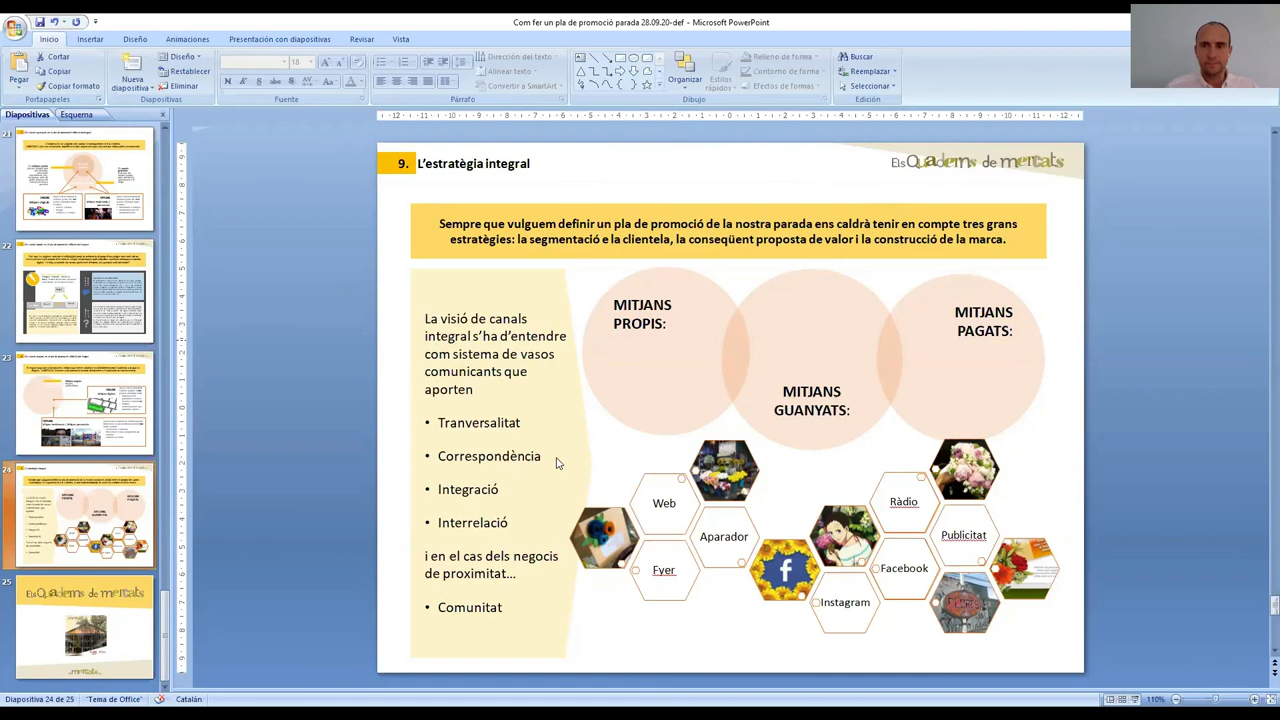 Com fer un pla de promoció parada 28.09.20-def - Microsoft PowerPoint
Inicio Insertar Diseño Animaciones Presentación con diapositivas Revisar Vista
Pegar
Cortar
Copiar
Copiar formato
Portapapeles
Nueva diapositiva
Diseño
Restablecer
Eliminar
Diapositivas
18
Fuente
Dirección del texto
Alinear texto
Convertir a SmartArt
Párrafo
Organizar
Estilos rápidos
Relleno de forma
Contorno de forma
Efectos de formas
Dibujo
Buscar
Reemplazar
Seleccionar
Edición
Diapositivas Esquema
21
22
23
24
25
9. L'estratègia integral
Els Quaderns de mercats
Sempre que vulguem definir un pla de promoció de la nostra parada ens caldrà tenir en compte tres grans
estratègies: la segmentació e la clientela, la conseqüent proposta de valor i la construcció de la marca.
La visió de canals
integral s'ha d'entendre
com sistema de vasos
comunicants que
aporten
• Tranversalitat
• Correspondència
• Integració
• Interrelació
i en el cas dels negocis
de proximitat...
• Comunitat
MITJANS
PROPIS:
MITJANS
GUANYATS:
MITJANS
PAGATS:
Web
Aparador
Fyer
Instagram
Ràdio
Facebook
Publicitat
Diapositiva 24 de 25
"Tema de Office"
Catalán
110%